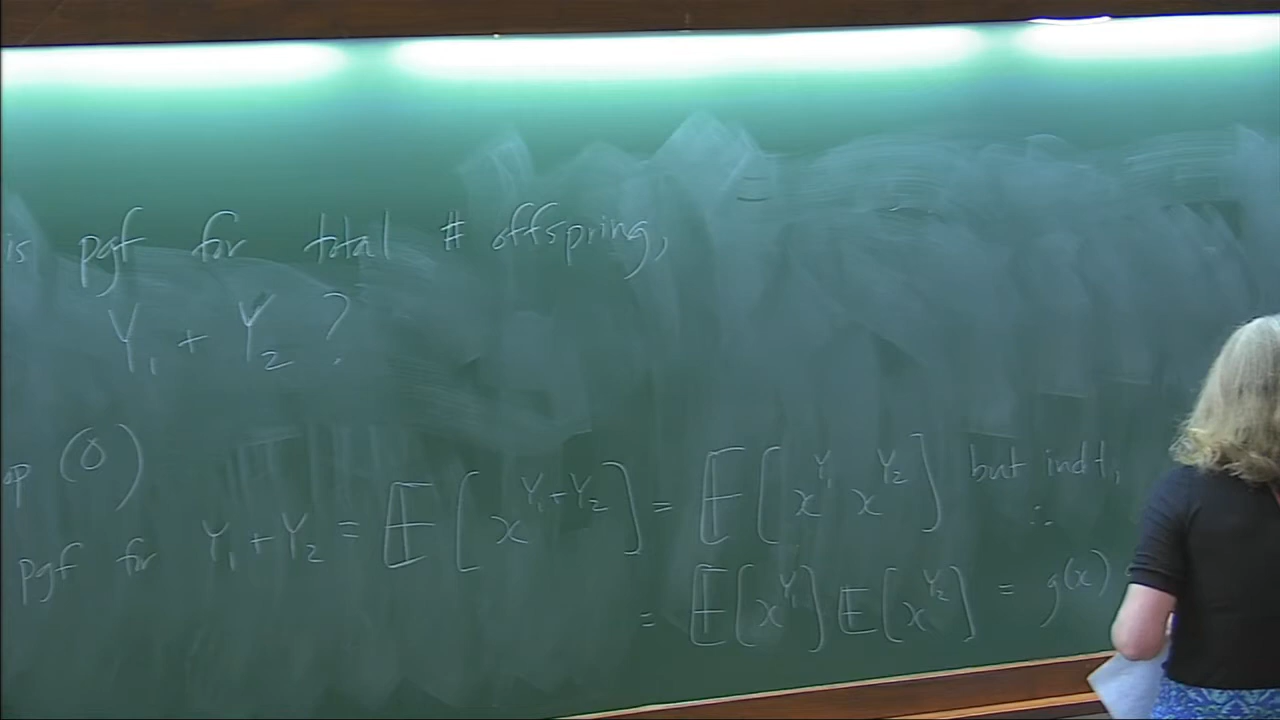 is pgf for total # offspring,
Y₁ + Y₂ ?
op (0)
pgf for Y₁+Y₂ = E[x^{Y₁+Y₂}] = E[x^{Y₁} x^{Y₂}] but indt,
∴
= E[x^{Y₁}] E[x^{Y₂}] = g(x)